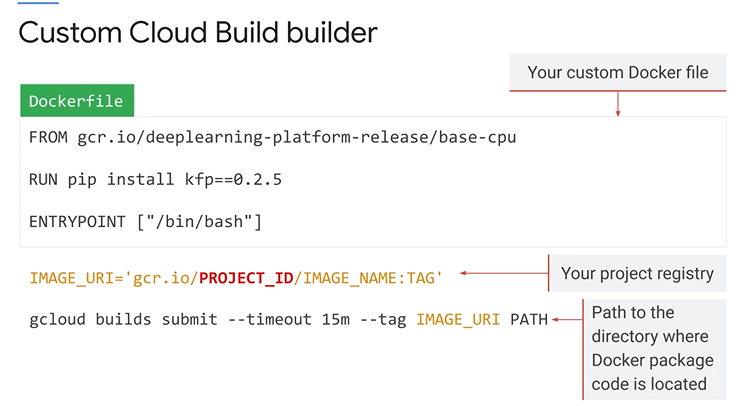 Custom Cloud Build builder
Your custom Docker file
Dockerfile
FROM gcr.io/deeplearning-platform-release/base-cpu
RUN pip install kfp==0.2.5
ENTRYPOINT ["/bin/bash"]
IMAGE_URI='gcr.io/PROJECT_ID/IMAGE_NAME:TAG'
Your project registry
gcloud builds submit --timeout 15m --tag IMAGE_URI PATH
Path to the
directory where
Docker package
code is located